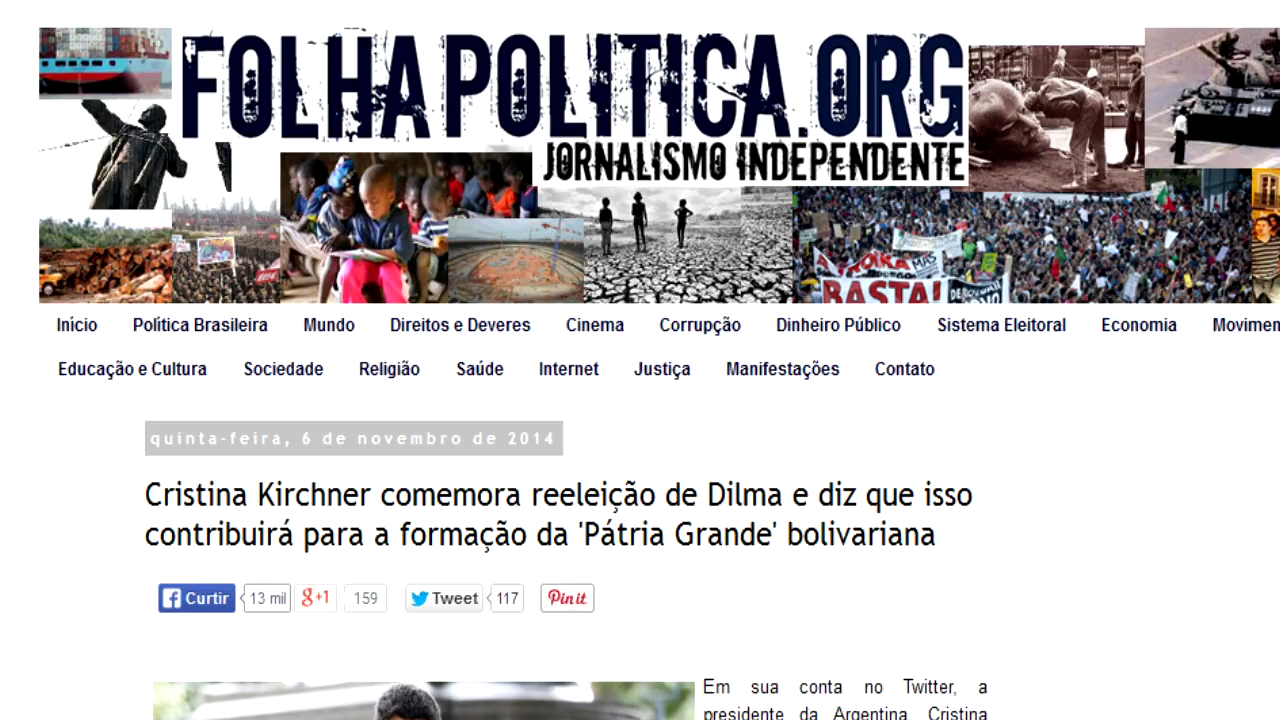 FOLHA POLITICA.ORG
JORNALISMO INDEPENDENTE
BASTA!
Início Política Brasileira Mundo Direitos e Deveres Cinema Corrupção Dinheiro Público Sistema Eleitoral Economia Movimen
Educação e Cultura Sociedade Religião Saúde Internet Justiça Manifestações Contato
quinta-feira, 6 de novembro de 2014
Cristina Kirchner comemora reeleição de Dilma e diz que isso
contribuirá para a formação da 'Pátria Grande' bolivariana
Curtir 13 mil +1 159 Tweet 117 Pin it
Em sua conta no Twitter, a
presidente da Argentina, Cristina